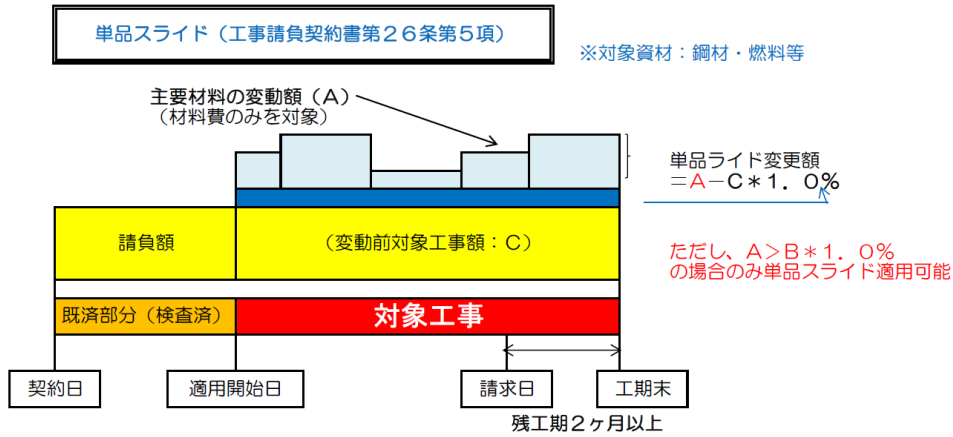 単品スライド（工事請負契約書第２６条第５項）
※対象資材：鋼材・燃料等
主要材料の変動額（Ａ）
（材料費のみを対象）
単品ライド変更額
＝Ａ－Ｃ＊１．０％
請負額
（変動前対象工事額：Ｃ）
ただし、Ａ＞Ｂ＊１．０％
の場合のみ単品スライド適用可能
既済部分（検査済）
対象工事
契約日
適用開始日
請求日
工期末
残工期２ヶ月以上